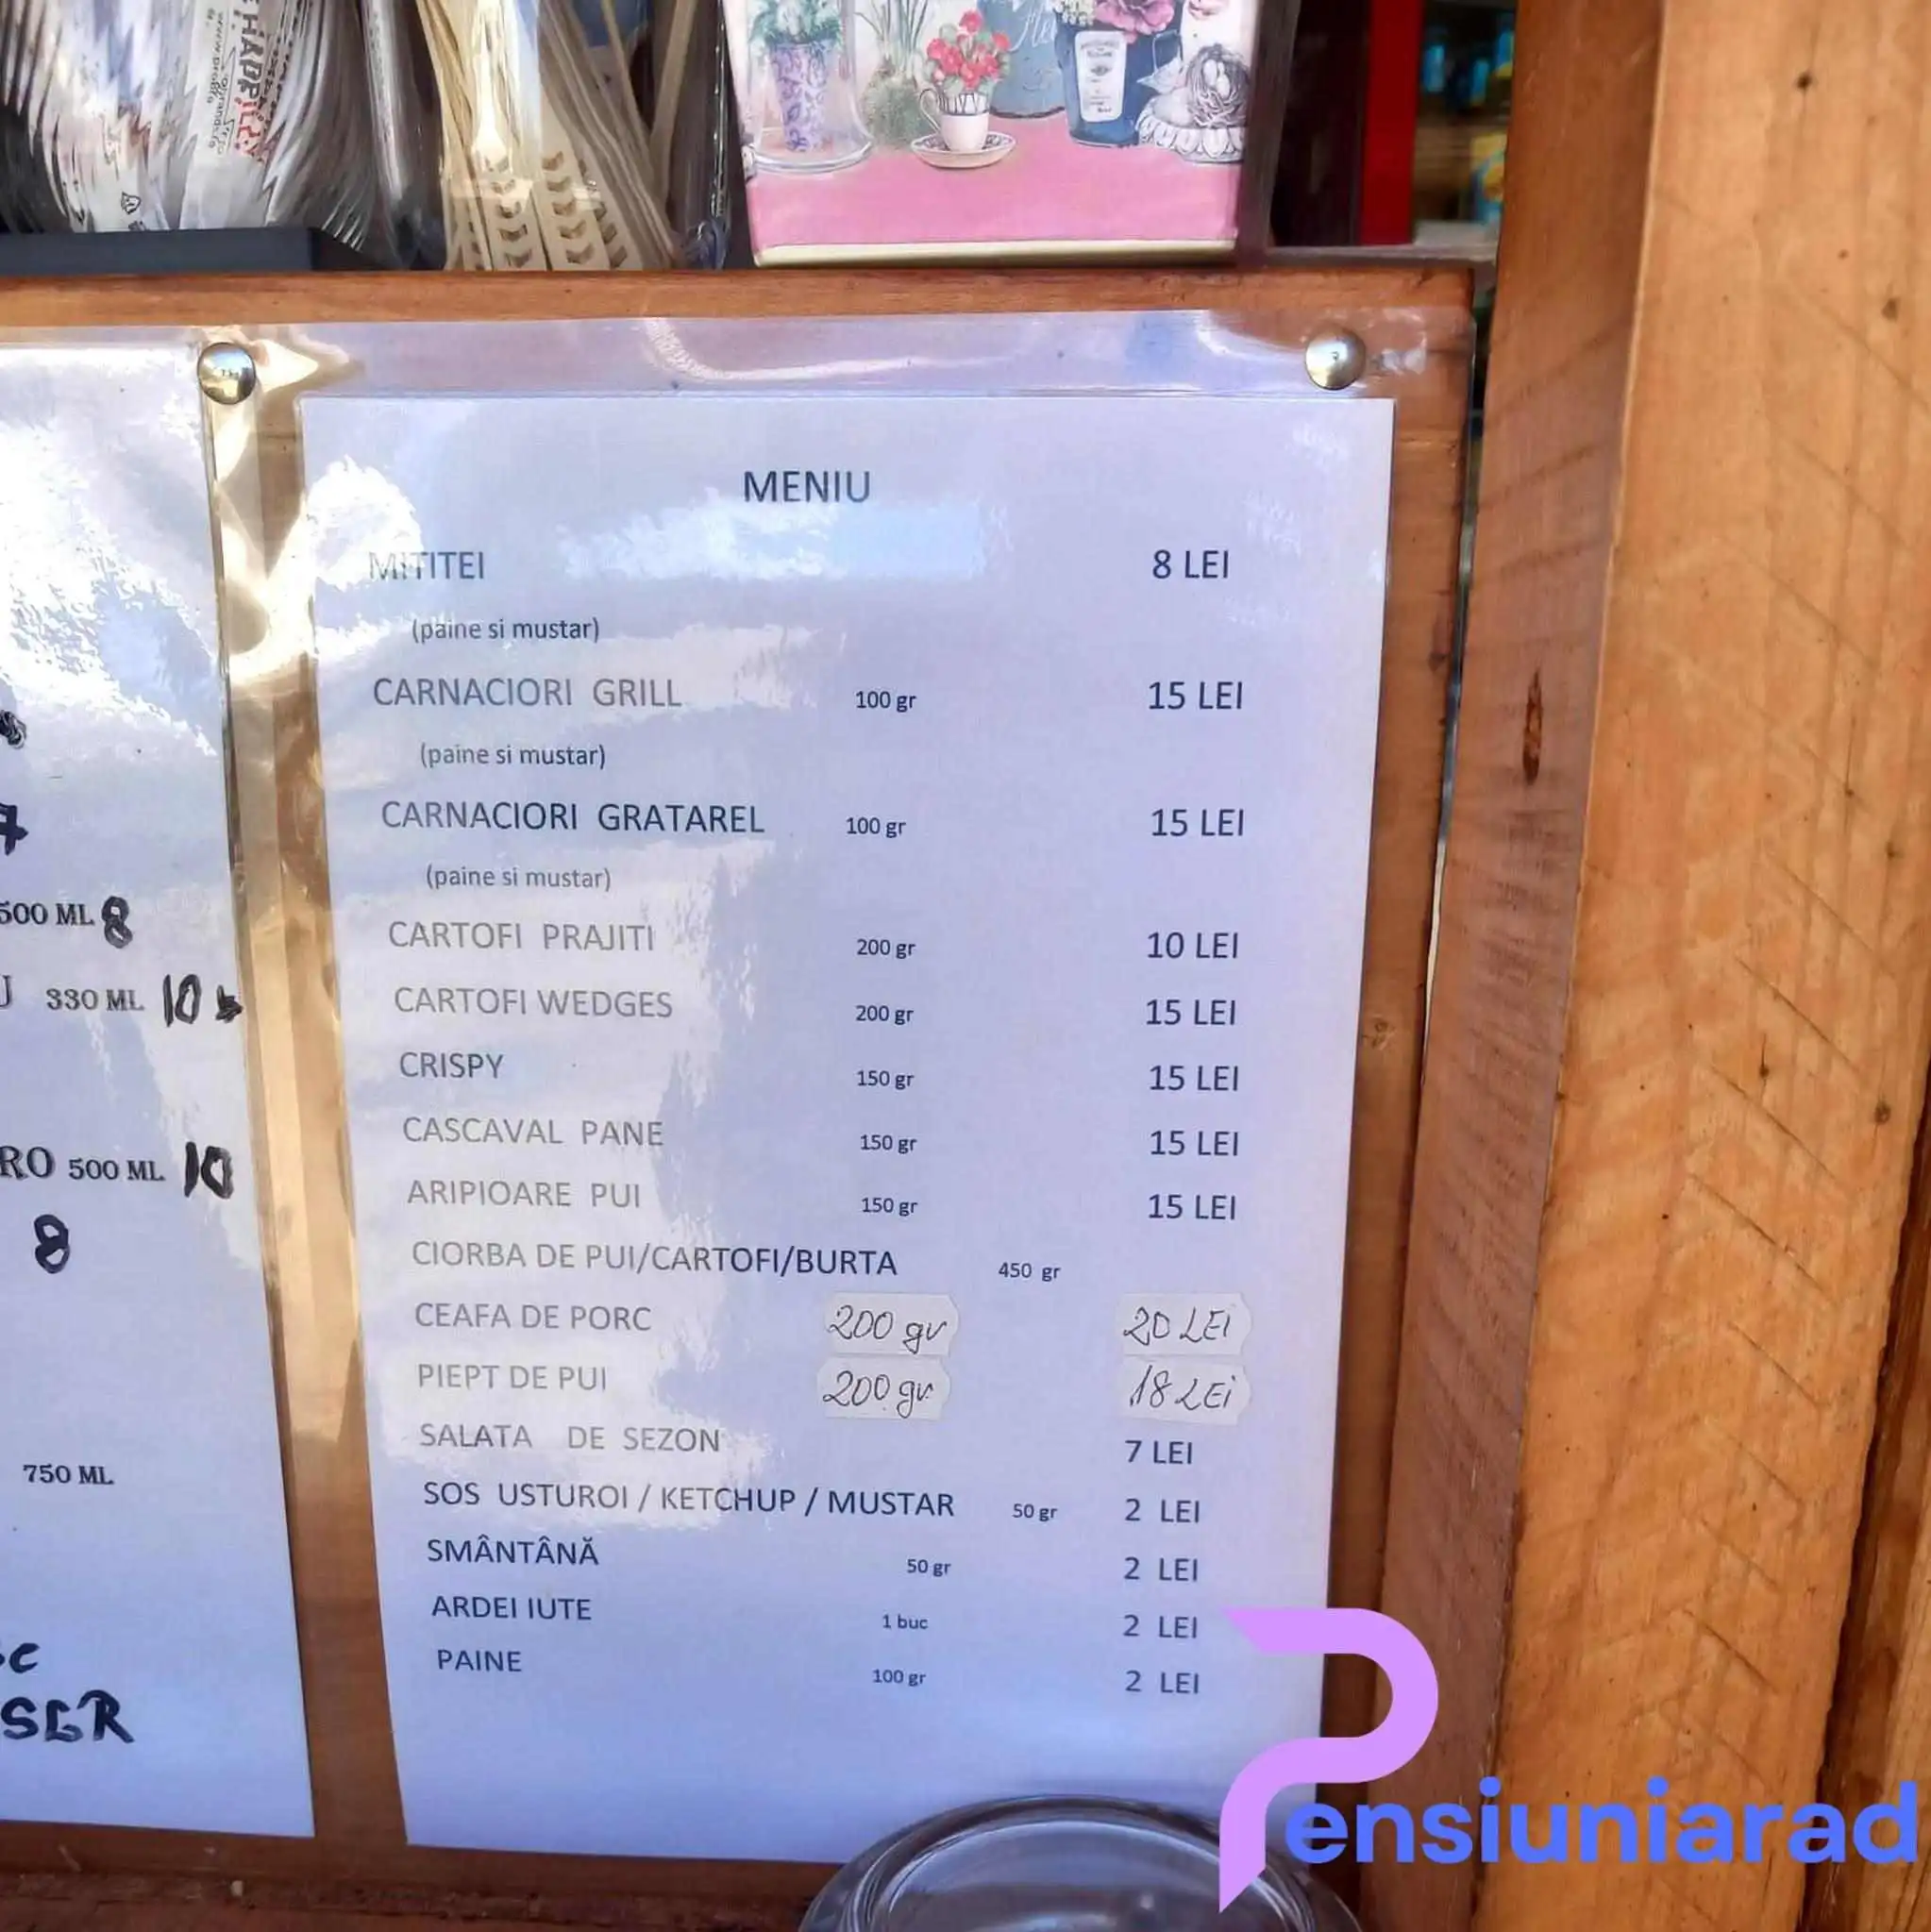 MENIU
MITITEI 8 LEI
(paine si mustar)
CARNACIORI GRILL 100 gr 15 LEI
(paine si mustar)
CARNACIORI GRATAREL 100 gr 15 LEI
(paine si mustar)
CARTOFI PRAJITI 200 gr 10 LEI
CARTOFI WEDGES 200 gr 15 LEI
CRISPY 150 gr 15 LEI
CASCAVAL PANE 150 gr 15 LEI
ARIPIOARE PUI 150 gr 15 LEI
CIORBA DE PUI/CARTOFI/BURTA 450 gr
CEAFA DE PORC 200 gr 20 LEI
PIEPT DE PUI 200 gr 18 LEI
SALATA DE SEZON 7 LEI
SOS USTUROI / KETCHUP / MUSTAR 50 gr 2 LEI
SMÂNTÂNĂ 50 gr 2 LEI
ARDEI IUTE 1 buc 2 LEI
PAINE 100 gr 2 LEI
7
500 ML 8
330 ML 10
RO 500 ML 10
8
750 ML
SGR
Pensiuniarad